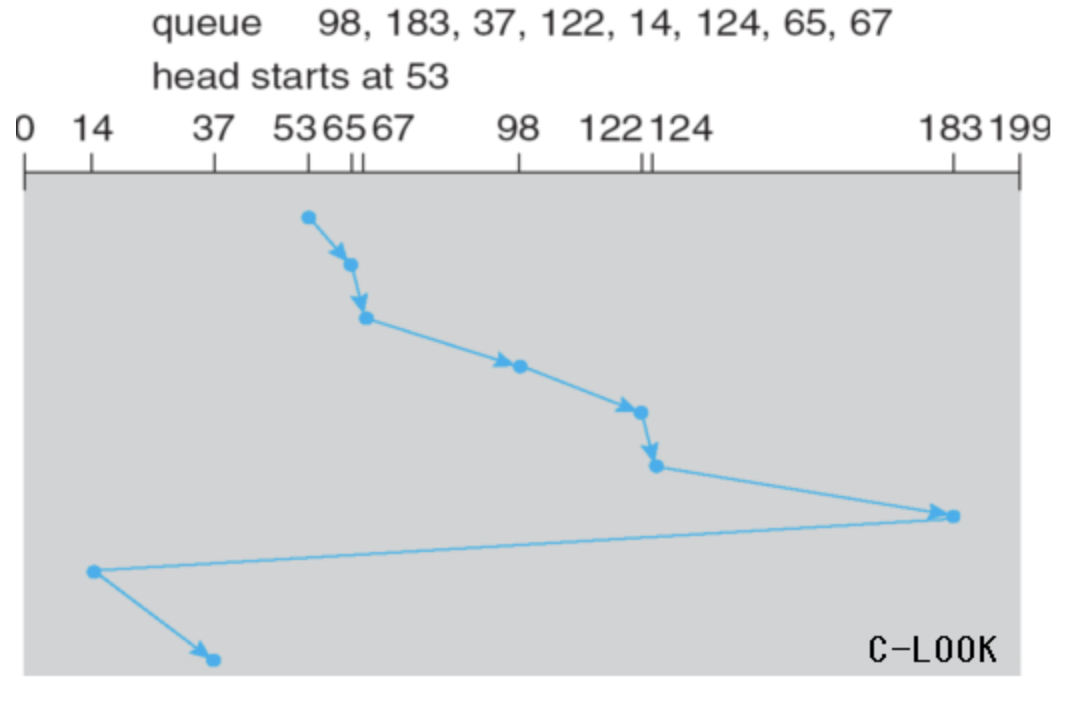 queue 98, 183, 37, 122, 14, 124, 65, 67
head starts at 53
0 14 37 53 65 67 98 122 124 183 199
C-LOOK